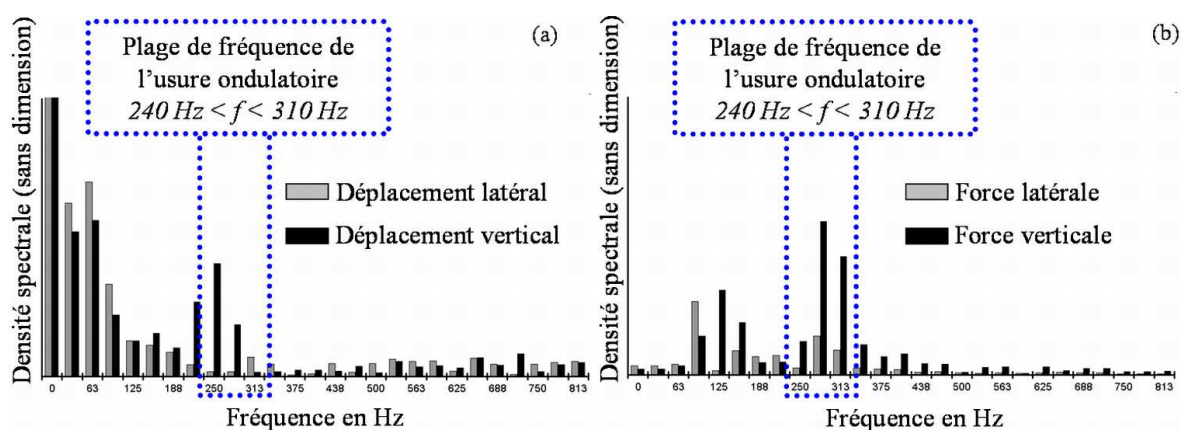 (a)
Plage de fréquence de
l'usure ondulatoire
240 Hz < f < 310 Hz
Densité spectrale (sans dimension)
Déplacement latéral
Déplacement vertical
0 63 125 188 250 313 375 438 500 563 625 688 750 813
Fréquence en Hz
(b)
Plage de fréquence de
l'usure ondulatoire
240 Hz < f < 310 Hz
Densité spectrale (sans dimension)
Force latérale
Force verticale
0 63 125 188 250 313 375 438 500 563 625 688 750 813
Fréquence en Hz